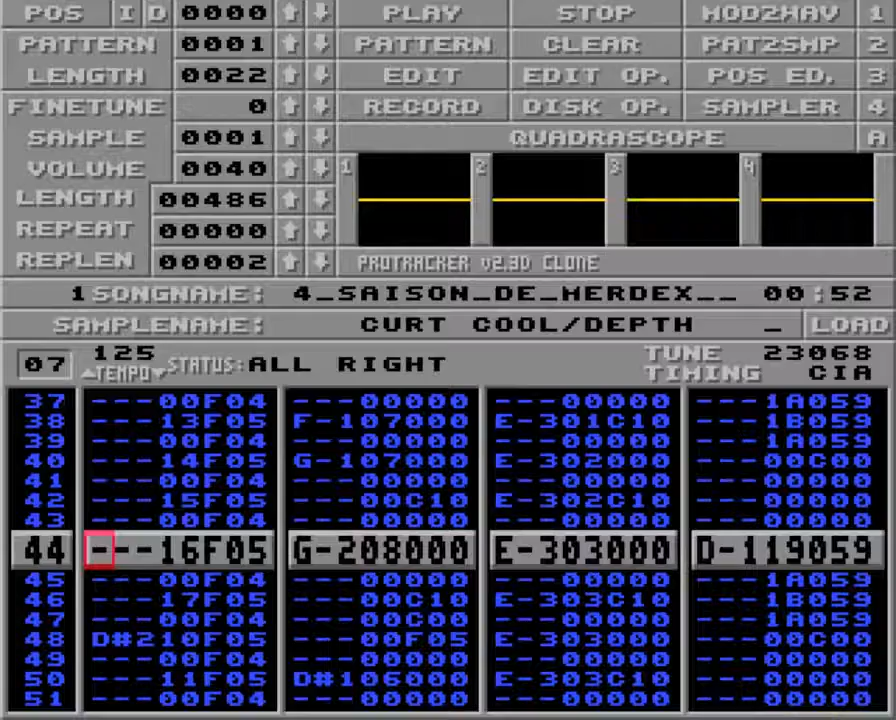 POS I D 0000 PLAY STOP MOD2WAV 1
PATTERN 0001 PATTERN CLEAR PAT2SMP 2
LENGTH 0022 EDIT EDIT OP. POS ED. 3
FINETUNE 0 RECORD DISK OP. SAMPLER 4
SAMPLE 0001 QUADRASCOPE A
VOLUME 0040 1 2 3 4
LENGTH 00486
REPEAT 00000
REPLEN 00002 PROTRACKER V2.3D CLONE
1 SONGNAME: 4_SAISON_DE_MERDEX__ 00:52
SAMPLENAME: CURT COOL/DEPTH _ LOAD
07 125 TEMPO STATUS: ALL RIGHT TUNE 23068
TIMING CIA
37 ---00F04 ---00000 ---00000 ---1A059
38 ---13F05 F-107000 E-301C10 ---1B059
39 ---00F04 ---00000 ---00000 ---1A059
40 ---14F05 G-107000 E-302000 ---00C00
41 ---00F04 ---00000 ---00000 ---00000
42 ---15F05 ---00C10 E-302C10 ---00000
43 ---00F04 ---00000 ---00000 ---00000
44 ---16F05 G-208000 E-303000 D-119059
45 ---00F04 ---00000 ---00000 ---1A059
46 ---17F05 ---00C10 E-303C10 ---1B059
47 ---00F04 ---00C00 ---00000 ---1A059
48 D#210F05 ---00F05 E-303000 ---00C00
49 ---00F04 ---00000 ---00000 ---00000
50 ---11F05 D#106000 E-303C10 ---00000
51 ---00F04 ---00000 ---00000 ---00000